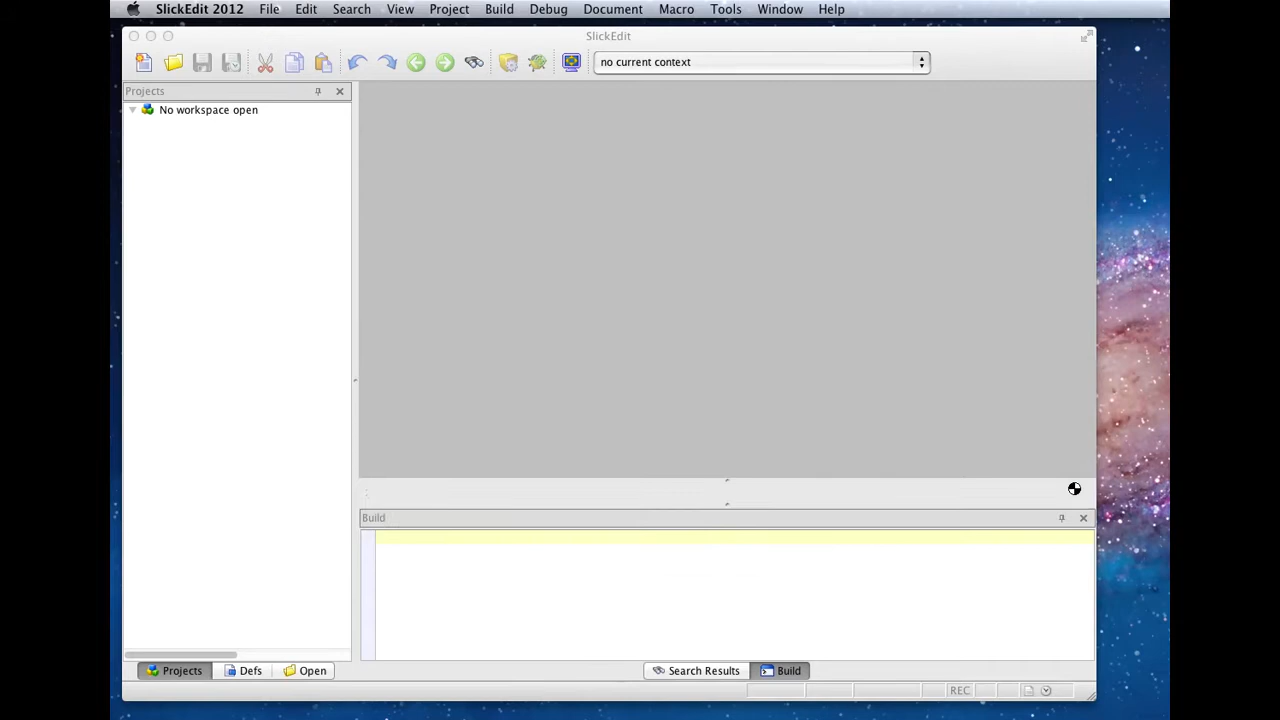 SlickEdit 2012 File Edit Search View Project Build Debug Document Macro Tools Window Help
SlickEdit
no current context
Projects
No workspace open
Build
Projects Defs Open
Search Results Build
REC